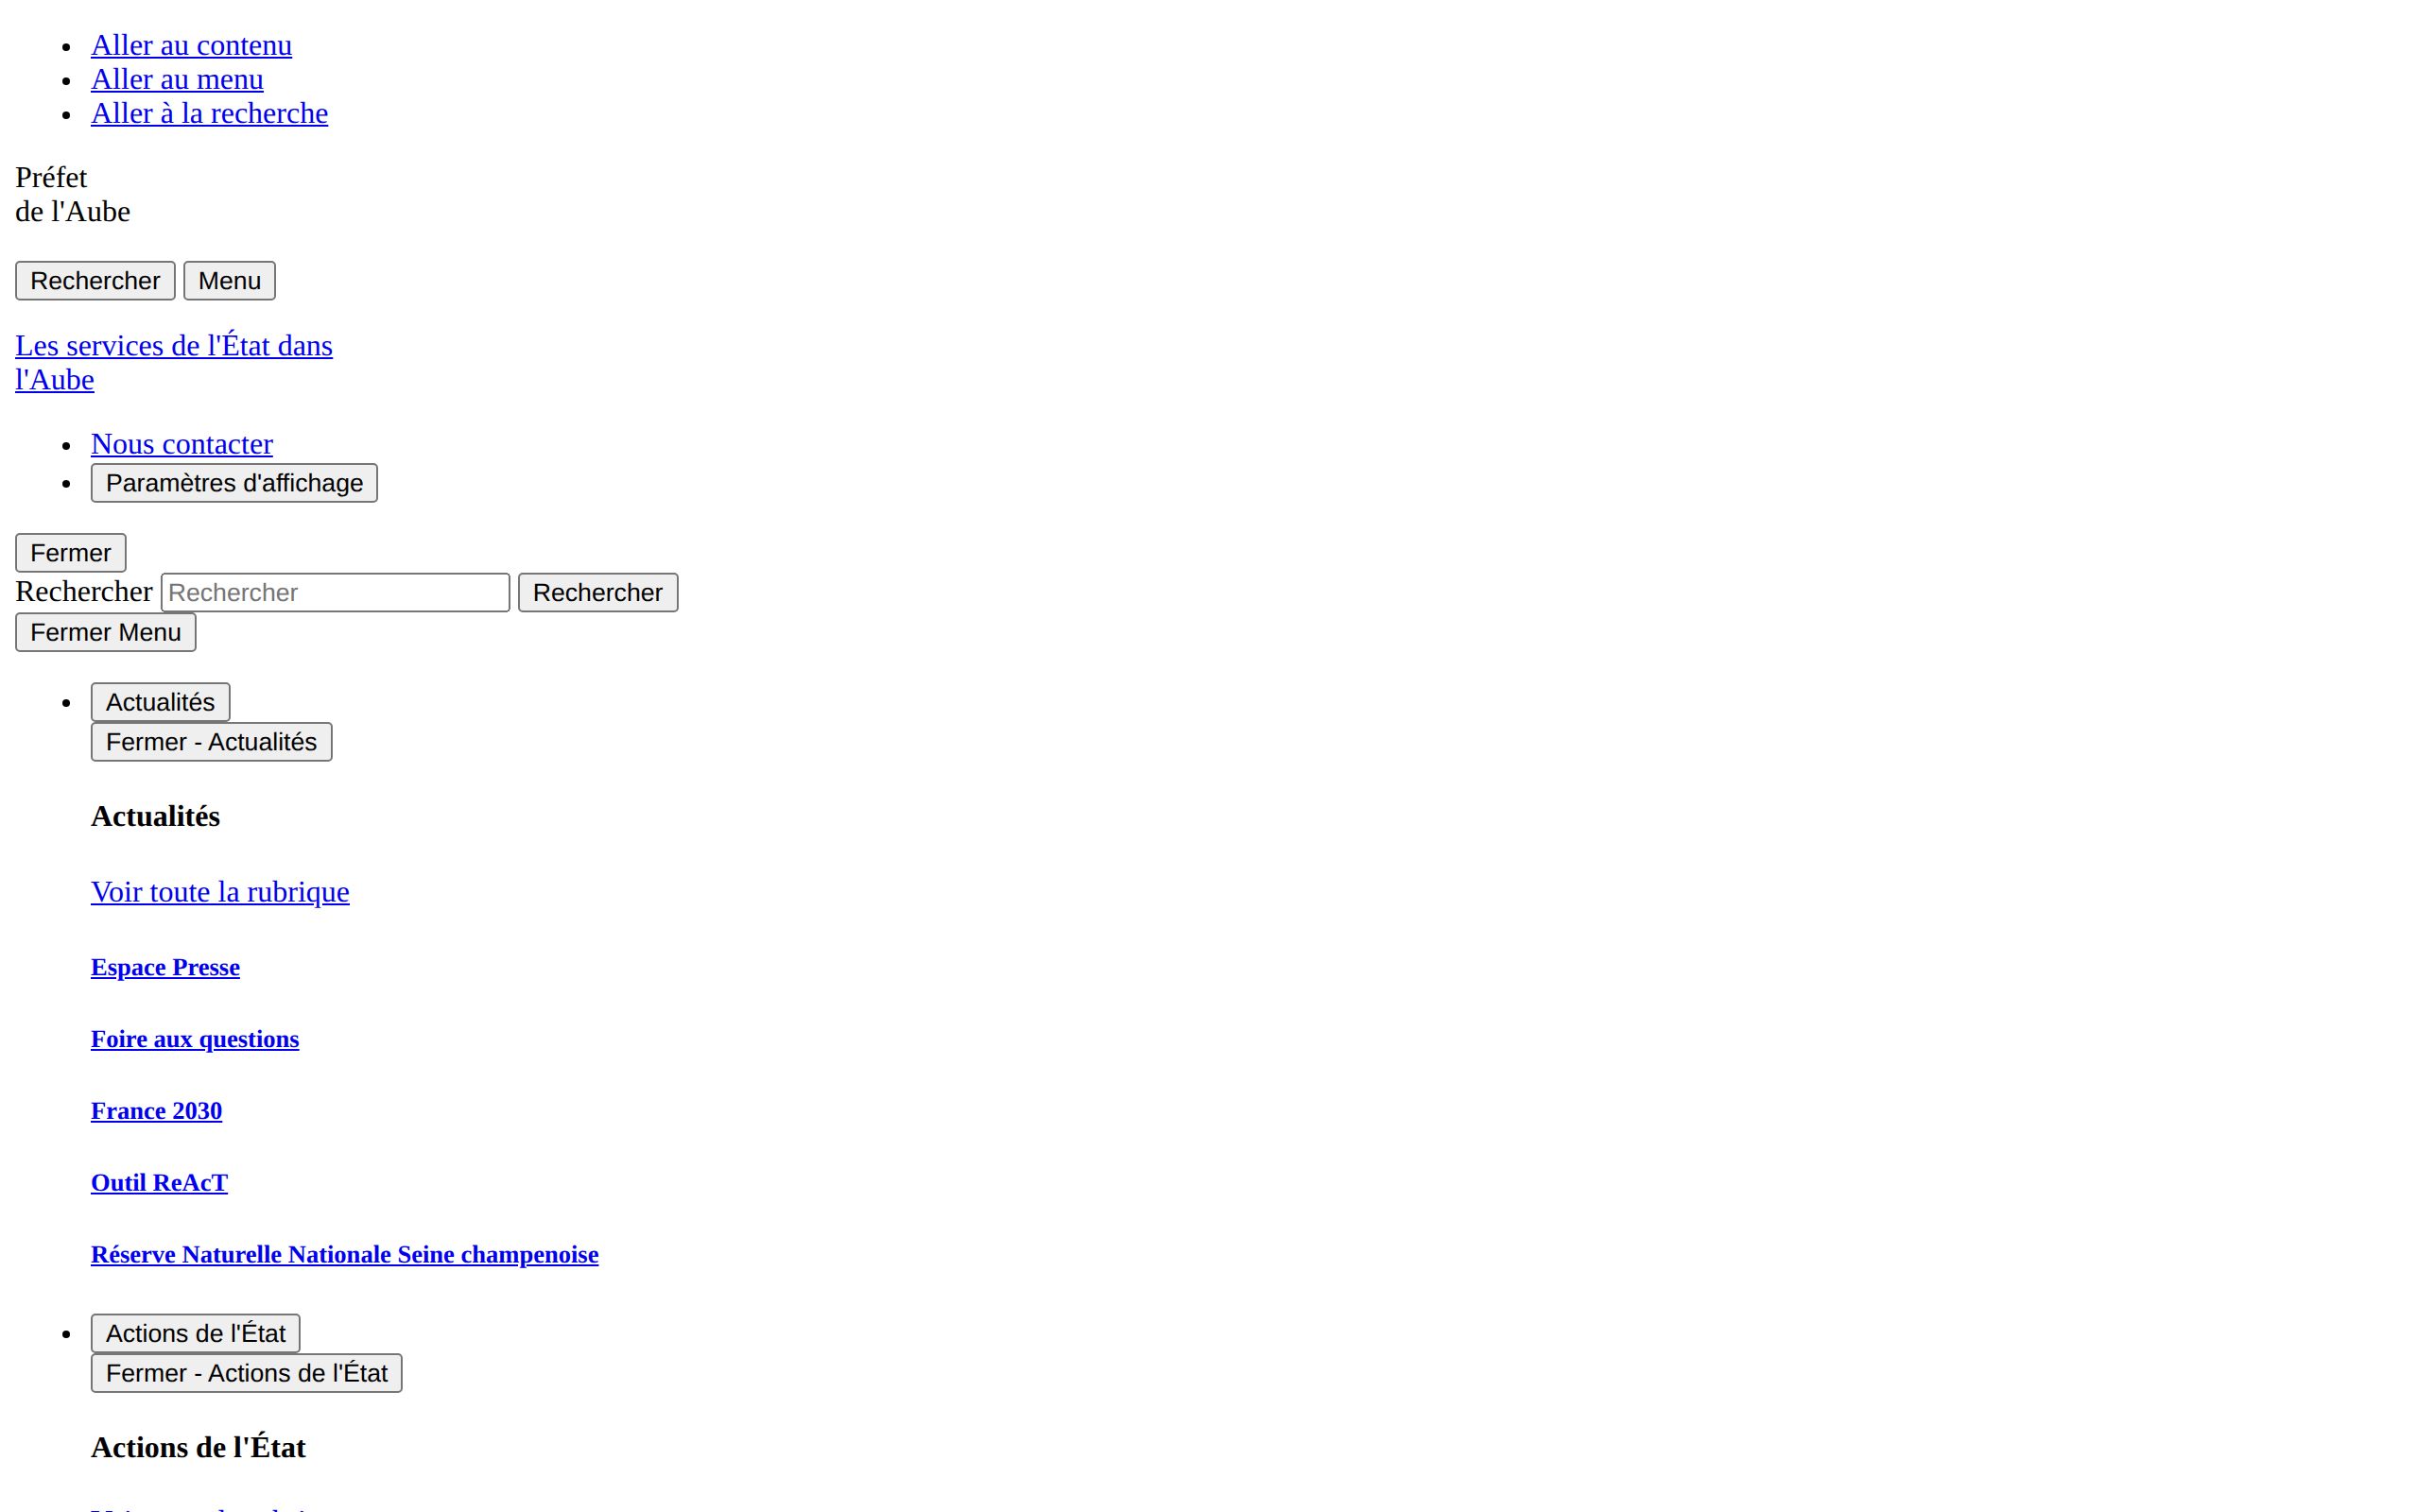 Aller au contenu
Aller au menu
Aller à la recherche
Préfet
de l'Aube
Rechercher Menu
Les services de l'État dans
l'Aube
Nous contacter
Paramètres d'affichage
Fermer
Rechercher Rechercher Rechercher
Fermer Menu
Actualités
Fermer - Actualités
Actualités
Voir toute la rubrique
Espace Presse
Foire aux questions
France 2030
Outil ReAcT
Réserve Naturelle Nationale Seine champenoise
Actions de l'État
Fermer - Actions de l'État
Actions de l'État